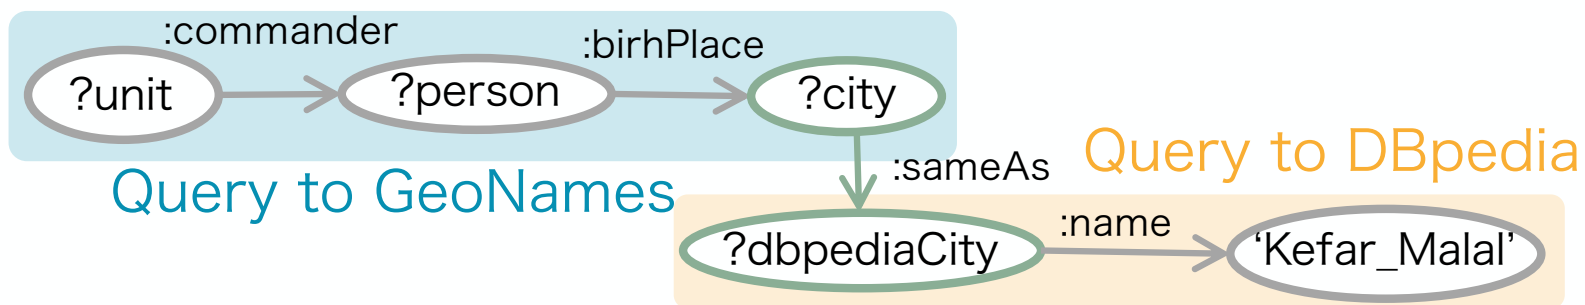 :commander
:birhPlace
?unit
?person
?city
:sameAs
Query to DBpedia
Query to GeoNames
:name
?dbpediaCity
‘Kefar_Malal’